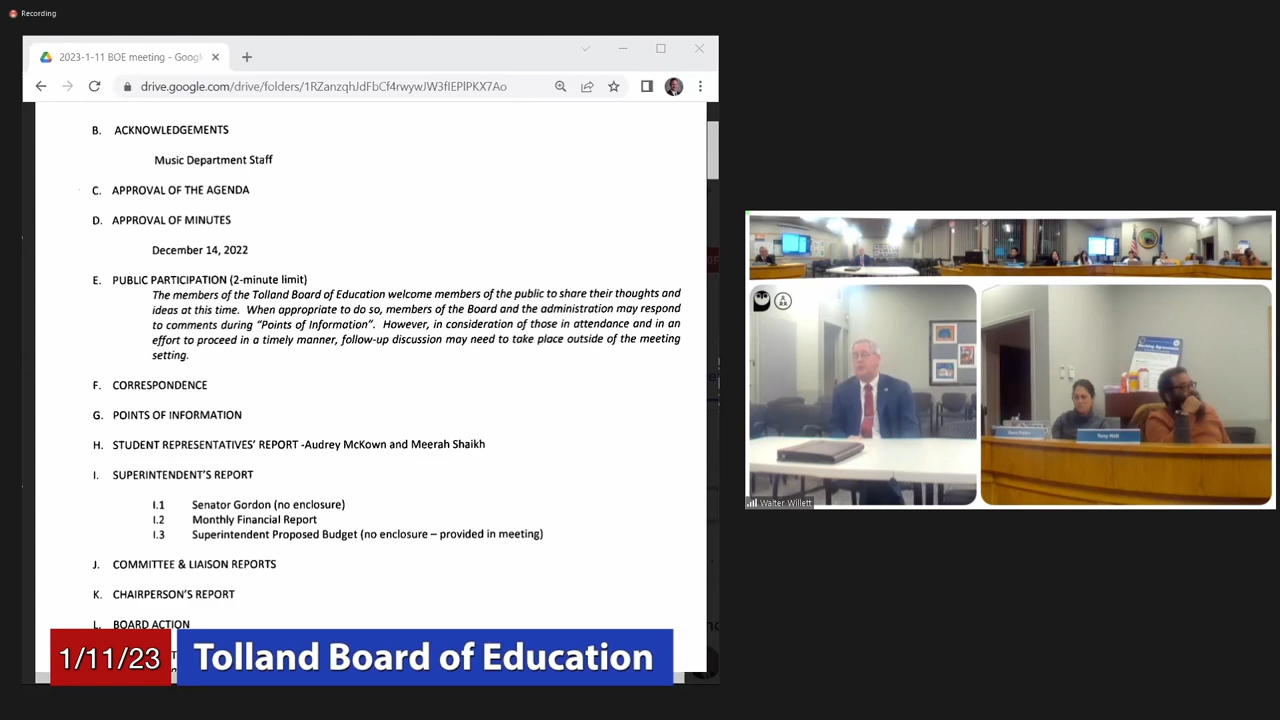 Recording
2023-1-11 BOE meeting - Googl
drive.google.com/drive/folders/1RZanzqhJdFbCf4rwywJW3fIEPlPKX7Ao
B. ACKNOWLEDGEMENTS
Music Department Staff
C. APPROVAL OF THE AGENDA
D. APPROVAL OF MINUTES
December 14, 2022
E. PUBLIC PARTICIPATION (2-minute limit)
The members of the Tolland Board of Education welcome members of the public to share their thoughts and
ideas at this time. When appropriate to do so, members of the Board and the administration may respond
to comments during “Points of Information”. However, in consideration of those in attendance and in an
effort to proceed in a timely manner, follow-up discussion may need to take place outside of the meeting
setting.
F. CORRESPONDENCE
G. POINTS OF INFORMATION
H. STUDENT REPRESENTATIVES’ REPORT -Audrey McKown and Meerah Shaikh
I. SUPERINTENDENT’S REPORT
I.1 Senator Gordon (no enclosure)
I.2 Monthly Financial Report
I.3 Superintendent Proposed Budget (no enclosure – provided in meeting)
J. COMMITTEE & LIAISON REPORTS
K. CHAIRPERSON’S REPORT
L. BOARD ACTION
1/11/23 Tolland Board of Education
Tony Holt
Walter Willett